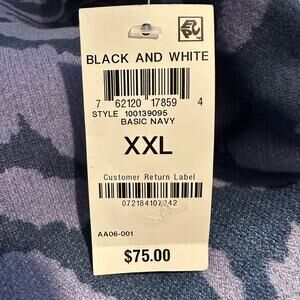 BLACK AND WHITE
7 62120 17859 4
STYLE 100139095
BASIC NAVY
XXL
Customer Return Label
072184107242
AA06-001
$75.00